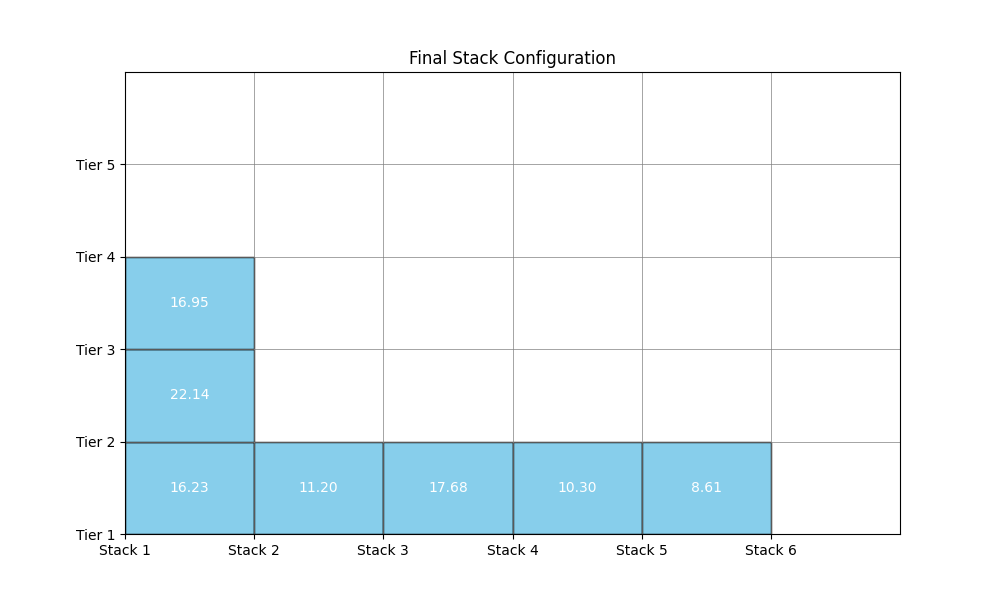 Final Stack Configuration
Tier 5
Tier 4
16.95
Tier 3
22.14
Tier 2
16.23 11.20 17.68 10.30 8.61
Tier 1
Stack 1 Stack 2 Stack 3 Stack 4 Stack 5 Stack 6